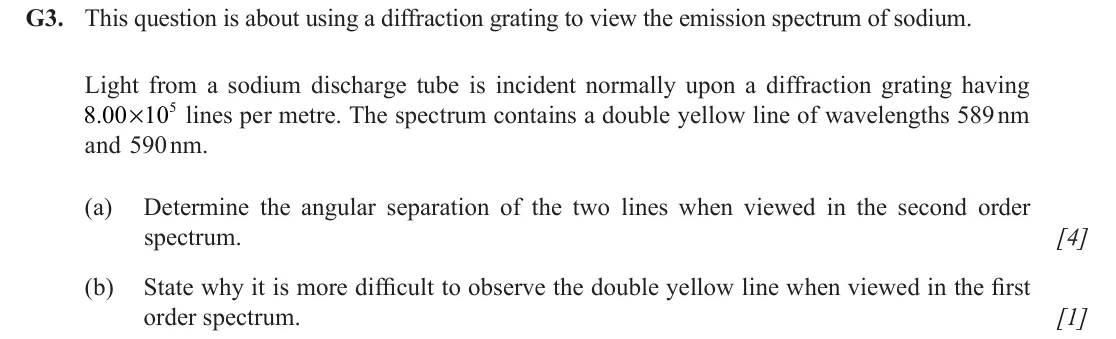 G3. This question is about using a diffraction grating to view the emission spectrum of sodium.
Light from a sodium discharge tube is incident normally upon a diffraction grating having
8.00×10⁵ lines per metre. The spectrum contains a double yellow line of wavelengths 589 nm
and 590 nm.
(a) Determine the angular separation of the two lines when viewed in the second order
spectrum. [4]
(b) State why it is more difficult to observe the double yellow line when viewed in the first
order spectrum. [1]